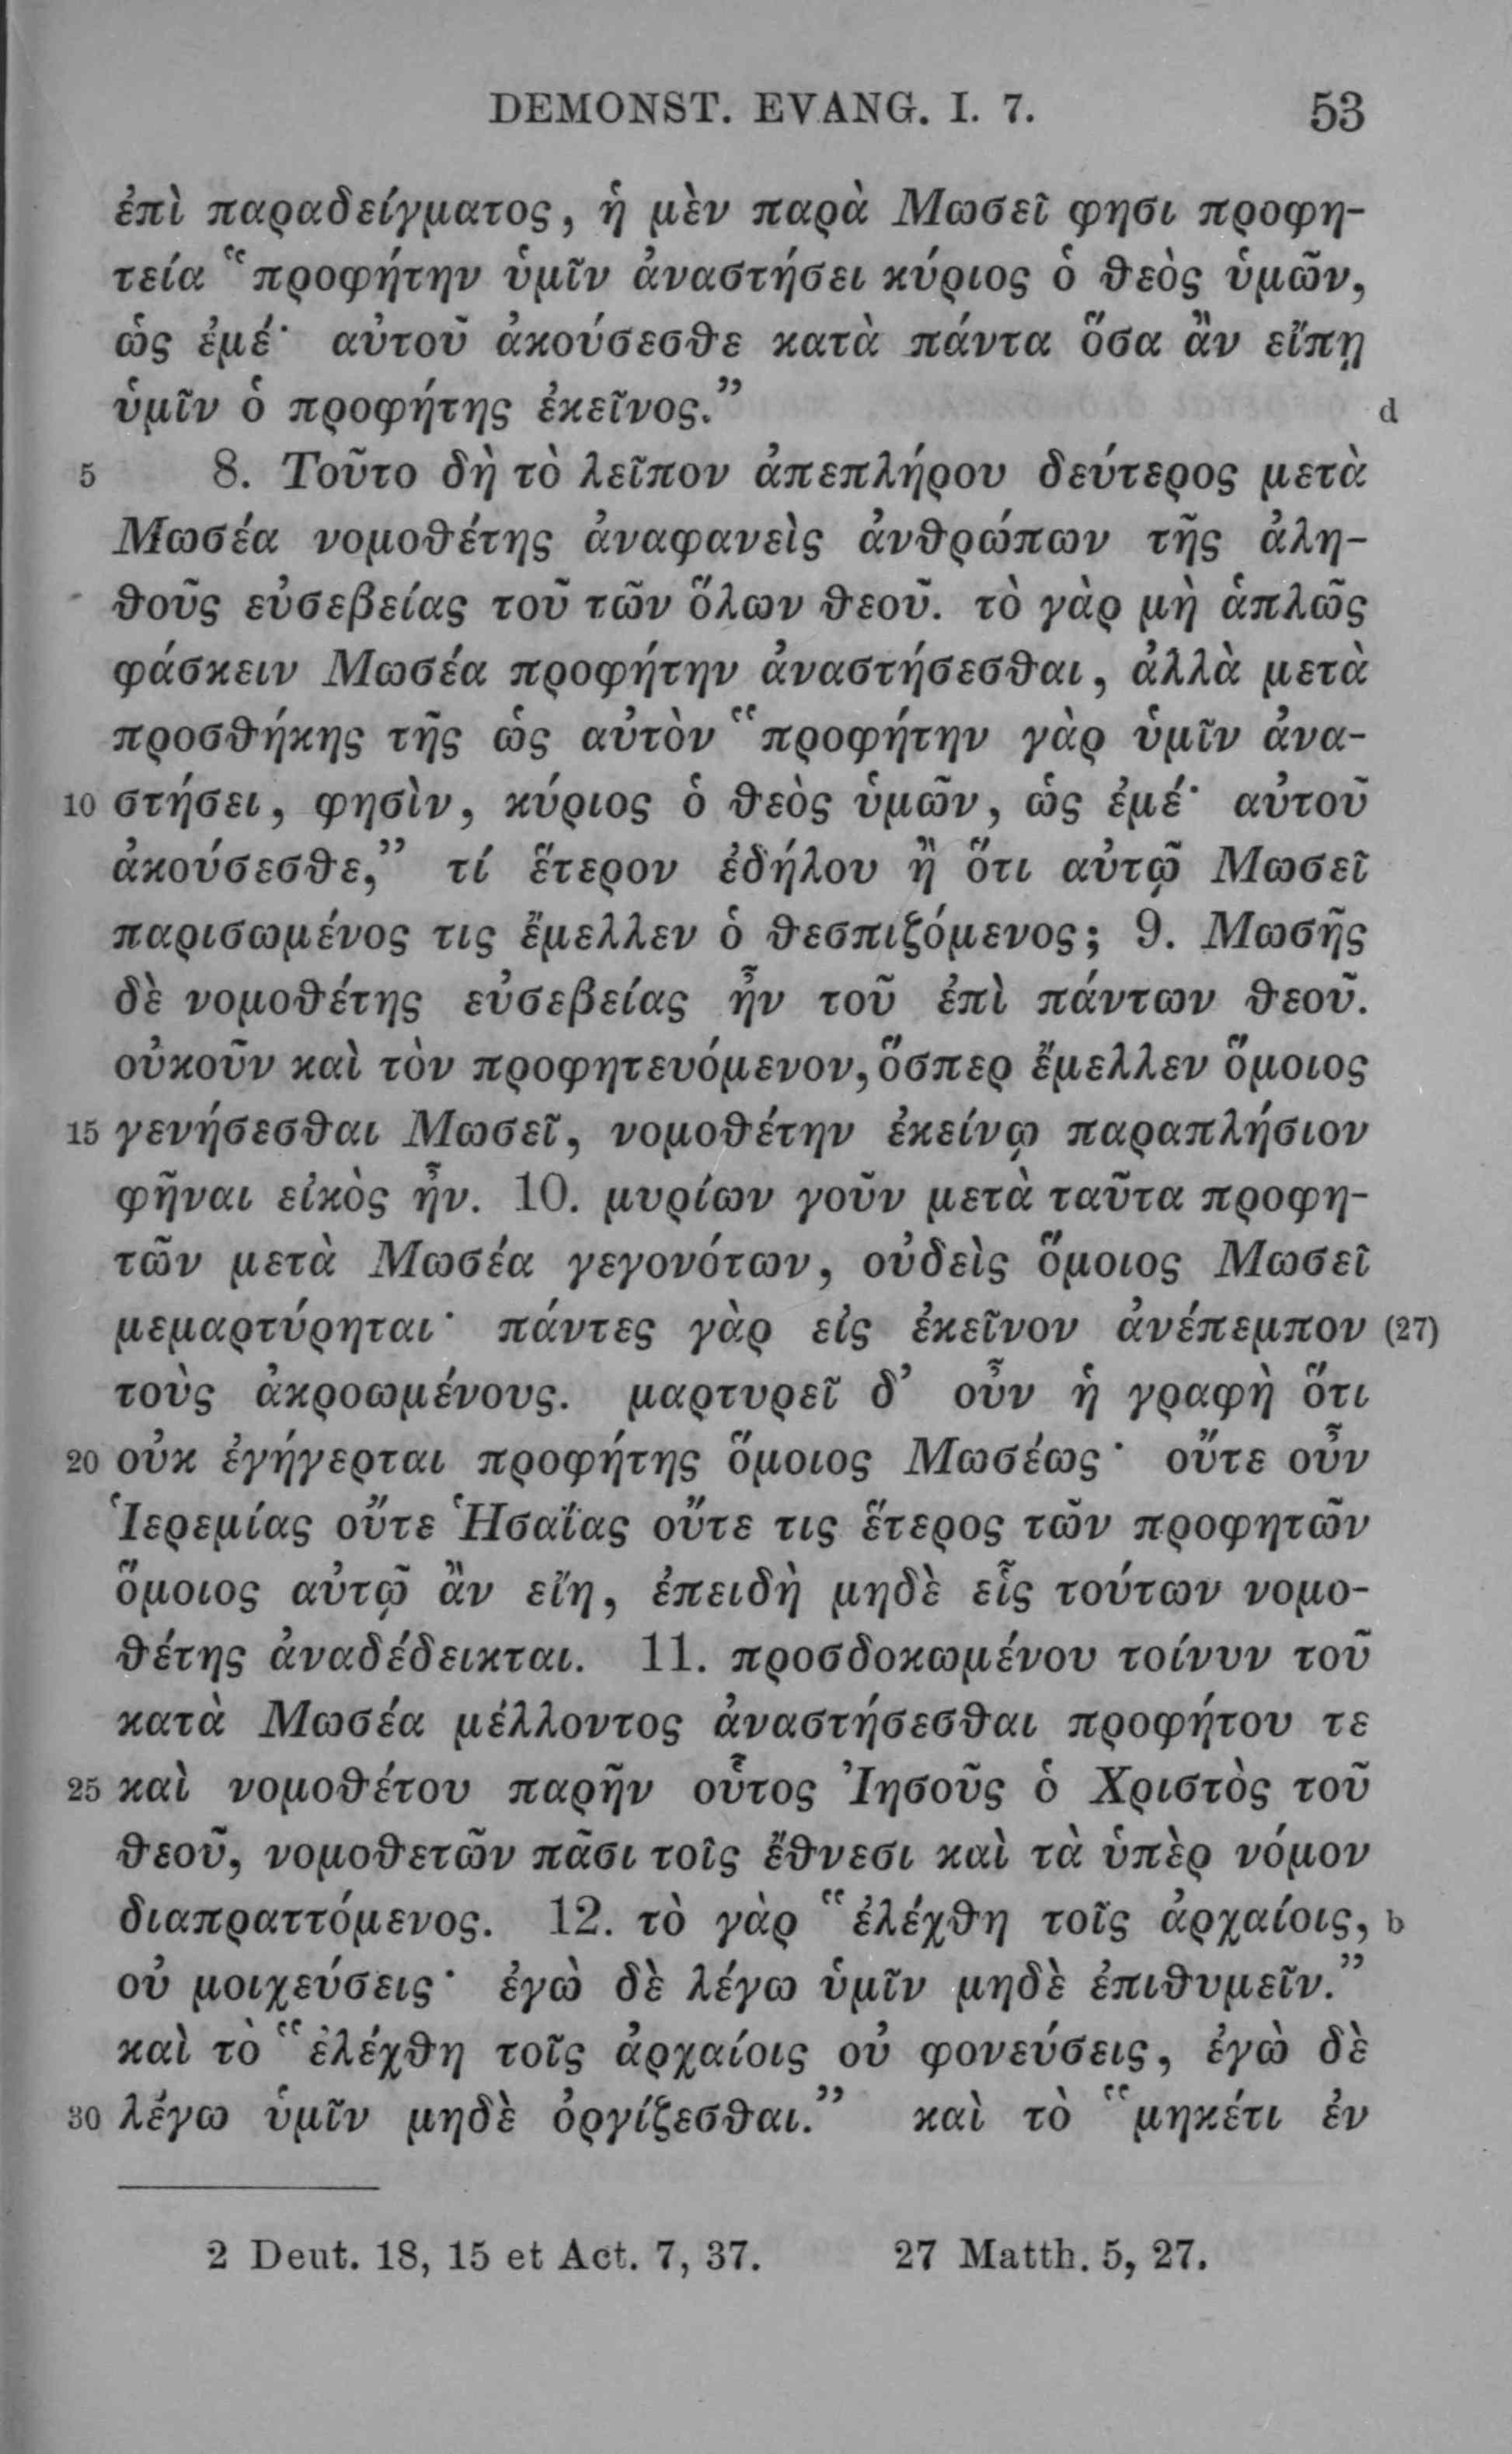 DEMONST. EVANG. I. 7. 53
ἐπὶ παραδείγματος, ἡ μὲν παρὰ Μωσεῖ φησι προφη-
τεία “προφήτην ὑμῖν ἀναστήσει κύριος ὁ θεὸς ὑμῶν,
ὡς ἐμέ· αὐτοῦ ἀκούσεσθε κατὰ πάντα ὅσα ἂν εἴπῃ
ὑμῖν ὁ προφήτης ἐκεῖνος.” d
5 8. Τοῦτο δὴ τὸ λεῖπον ἀπεπλήρου δεύτερος μετὰ
Μωσέα νομοθέτης ἀναφανεὶς ἀνθρώπων τῆς ἀλη-
θοῦς εὐσεβείας τοῦ τῶν ὅλων θεοῦ. τὸ γὰρ μὴ ἁπλῶς
φάσκειν Μωσέα προφήτην ἀναστήσεσθαι, ἀλλὰ μετὰ
προσθήκης τῆς ὡς αὐτὸν “προφήτην γὰρ ὑμῖν ἀνα-
10 στήσει, φησὶν, κύριος ὁ θεὸς ὑμῶν, ὡς ἐμέ· αὐτοῦ
ἀκούσεσθε,” τί ἕτερον ἐδήλου ἢ ὅτι αὐτῷ Μωσεῖ
παρισωμένος τις ἔμελλεν ὁ θεσπιζόμενος; 9. Μωσῆς
δὲ νομοθέτης εὐσεβείας ἦν τοῦ ἐπὶ πάντων θεοῦ.
οὐκοῦν καὶ τὸν προφητευόμενον, ὅσπερ ἔμελλεν ὅμοιος
15 γενήσεσθαι Μωσεῖ, νομοθέτην ἐκείνῳ παραπλήσιον
φῆναι εἰκὸς ἦν. 10. μυρίων γοῦν μετὰ ταῦτα προφη-
τῶν μετὰ Μωσέα γεγονότων, οὐδεὶς ὅμοιος Μωσεῖ
μεμαρτύρηται· πάντες γὰρ εἰς ἐκεῖνον ἀνέπεμπον (27)
τοὺς ἀκροωμένους. μαρτυρεῖ δ’ οὖν ἡ γραφὴ ὅτι
20 οὐκ ἐγήγερται προφήτης ὅμοιος Μωσέως· οὔτε οὖν
Ἱερεμίας οὔτε Ἡσαΐας οὔτε τις ἕτερος τῶν προφητῶν
ὅμοιος αὐτῷ ἂν εἴη, ἐπειδὴ μηδὲ εἷς τούτων νομο-
θέτης ἀναδέδεικται. 11. προσδοκωμένου τοίνυν τοῦ
κατὰ Μωσέα μέλλοντος ἀναστήσεσθαι προφήτου τε
25 καὶ νομοθέτου παρῆν οὗτος Ἰησοῦς ὁ Χριστὸς τοῦ
θεοῦ, νομοθετῶν πᾶσι τοῖς ἔθνεσι καὶ τὰ ὑπὲρ νόμον
διαπραττόμενος. 12. τὸ γὰρ “ἐλέχθη τοῖς ἀρχαίοις, b
οὐ μοιχεύσεις· ἐγὼ δὲ λέγω ὑμῖν μηδὲ ἐπιθυμεῖν.”
καὶ τὸ “ἐλέχθη τοῖς ἀρχαίοις οὐ φονεύσεις, ἐγὼ δὲ
30 λέγω ὑμῖν μηδὲ ὀργίζεσθαι.” καὶ τὸ “μηκέτι ἐν
2 Deut. 18, 15 et Act. 7, 37. 27 Matth. 5, 27.